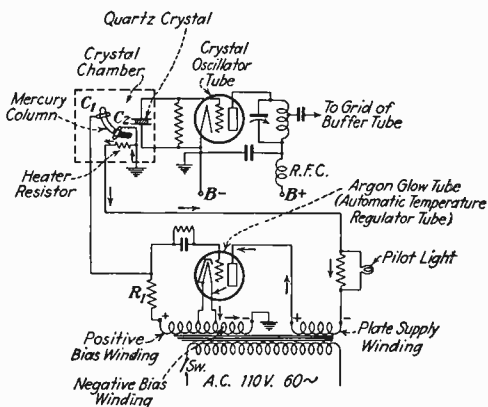 Quartz Crystal
Crystal
Chamber
Crystal
Oscillator
Tube
C1
C2
Mercury
Column
To Grid of
Buffer Tube
Heater
Resistor
R.F.C.
B-
B+
Argon Glow Tube
(Automatic Temperature
Regulator Tube)
Pilot Light
R1
+
-
+
-
Positive
Bias Winding
Negative Bias
Winding
Sw.
A.C. 110V. 60~
Plate Supply
Winding